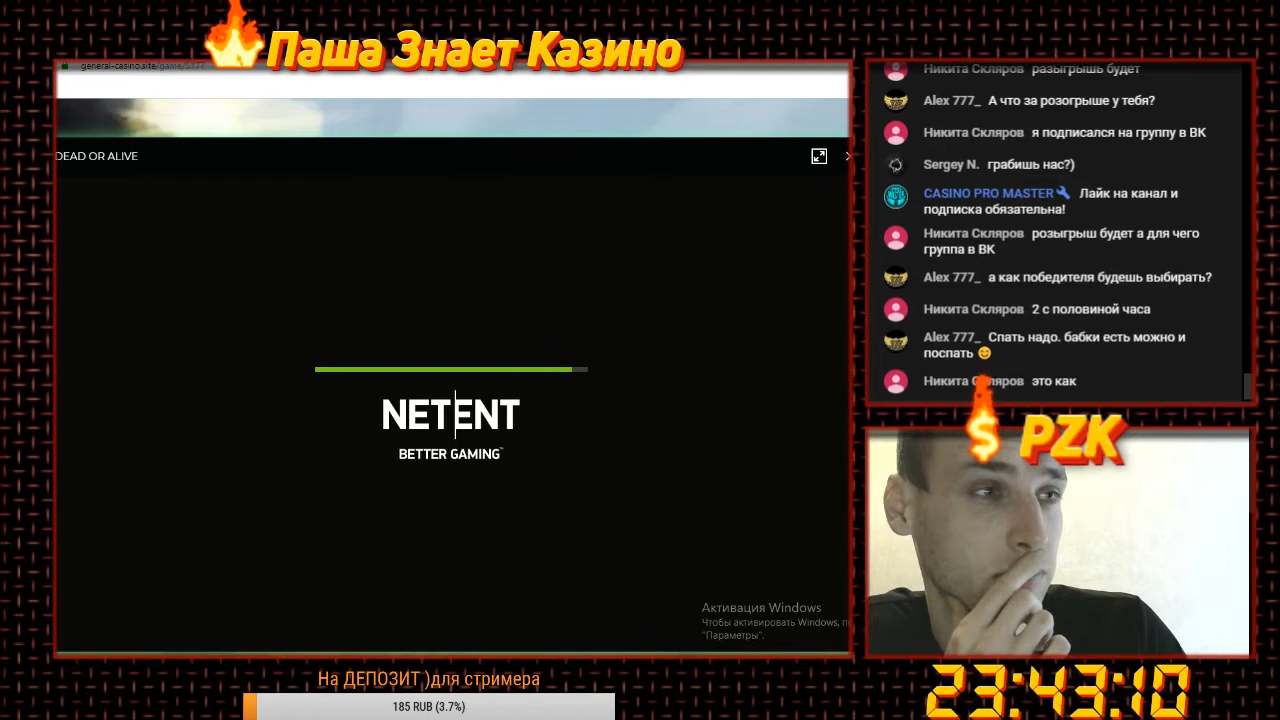 Паша Знает Казино
general-casino.site/game/5177
DEAD OR ALIVE
NETENT
BETTER GAMING
Активация Windows
Чтобы активировать Windows, п
"Параметры".
Никита Скляров разыгрышь будет
Alex 777_ А что за розогрыше у тебя?
Никита Скляров я подписался на группу в ВК
Sergey N. грабишь нас?)
CASINO PRO MASTER Лайк на канал и
подписка обязательна!
Никита Скляров розыгрыш будет а для чего
группа в ВК
Alex 777_ а как победителя будешь выбирать?
Никита Скляров 2 с половиной часа
Alex 777_ Спать надо. бабки есть можно и
поспать 😊
Никита Скляров это как
$ PZK
На ДЕПОЗИТ )для стримера
185 RUB (3.7%)
23:43:10